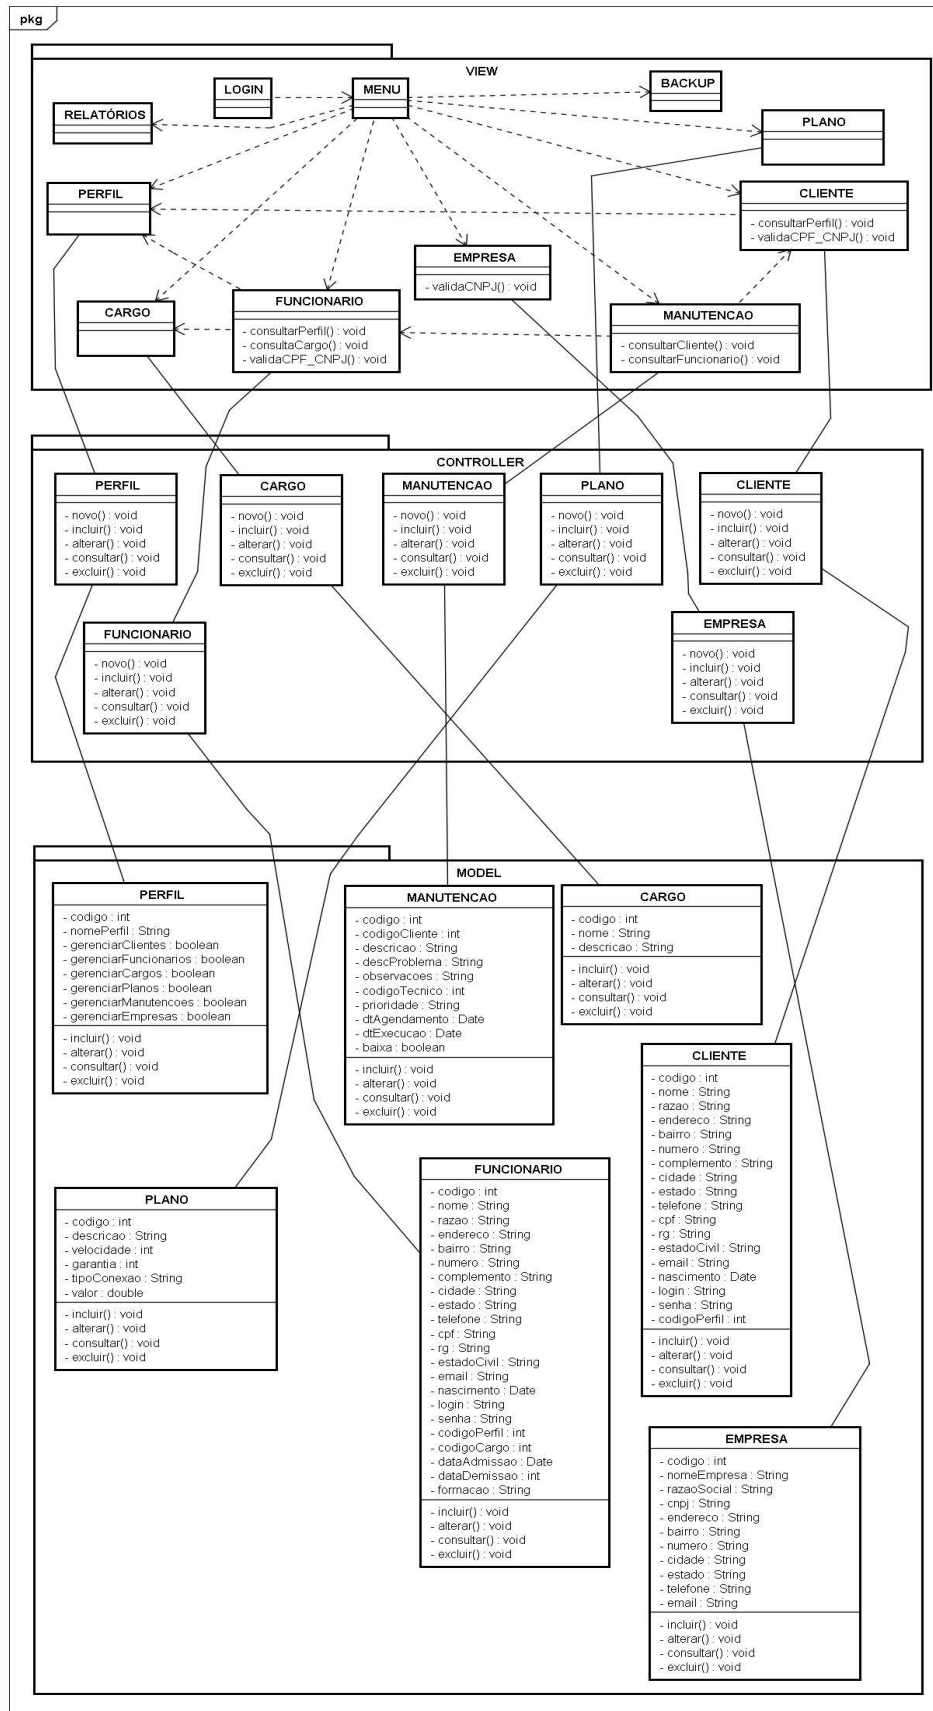 pkg
VIEW
LOGIN
MENU
BACKUP
RELATÓRIOS
PLANO
PERFIL
CLIENTE
- consultarPerfil() : void
- validaCPF_CNPJ() : void
EMPRESA
- validaCNPJ() : void
CARGO
FUNCIONARIO
- consultarPerfil() : void
- consultaCargo() : void
- validaCPF_CNPJ() : void
MANUTENCAO
- consultarCliente() : void
- consultarFuncionario() : void
CONTROLLER
PERFIL
- novo() : void
- incluir() : void
- alterar() : void
- consultar() : void
- excluir() : void
CARGO
- novo() : void
- incluir() : void
- alterar() : void
- consultar() : void
- excluir() : void
MANUTENCAO
- novo() : void
- incluir() : void
- alterar() : void
- consultar() : void
- excluir() : void
PLANO
- novo() : void
- incluir() : void
- alterar() : void
- consultar() : void
- excluir() : void
CLIENTE
- novo() : void
- incluir() : void
- alterar() : void
- consultar() : void
- excluir() : void
FUNCIONARIO
- novo() : void
- incluir() : void
- alterar() : void
- consultar() : void
- excluir() : void
EMPRESA
- novo() : void
- incluir() : void
- alterar() : void
- consultar() : void
- excluir() : void
MODEL
PERFIL
- codigo : int
- nomePerfil : String
- gerenciarClientes : boolean
- gerenciarFuncionarios : boolean
- gerenciarCargos : boolean
- gerenciarPlanos : boolean
- gerenciarManutencoes : boolean
- gerenciarEmpresas : boolean
- incluir() : void
- alterar() : void
- consultar() : void
- excluir() : void
MANUTENCAO
- codigo : int
- codigoCliente : int
- descricao : String
- descProblema : String
- observacoes : String
- codigoTecnico : int
- prioridade : String
- dtAgendamento : Date
- dtExecucao : Date
- baixa : boolean
- incluir() : void
- alterar() : void
- consultar() : void
- excluir() : void
CARGO
- codigo : int
- nome : String
- descricao : String
- incluir() : void
- alterar() : void
- consultar() : void
- excluir() : void
CLIENTE
- codigo : int
- nome : String
- razao : String
- endereco : String
- bairro : String
- numero : String
- complemento : String
- cidade : String
- estado : String
- telefone : String
- cpf : String
- rg : String
- estadoCivil : String
- email : String
- nascimento : Date
- login : String
- senha : String
- codigoPerfil : int
- incluir() : void
- alterar() : void
- consultar() : void
- excluir() : void
PLANO
- codigo : int
- descricao : String
- velocidade : int
- garantia : int
- tipoConexao : String
- valor : double
- incluir() : void
- alterar() : void
- consultar() : void
- excluir() : void
FUNCIONARIO
- codigo : int
- nome : String
- razao : String
- endereco : String
- bairro : String
- numero : String
- complemento : String
- cidade : String
- estado : String
- telefone : String
- cpf : String
- rg : String
- estadoCivil : String
- email : String
- nascimento : Date
- login : String
- senha : String
- codigoPerfil : int
- codigoCargo : int
- dataAdmissao : Date
- dataDemissao : int
- formacao : String
- incluir() : void
- alterar() : void
- consultar() : void
- excluir() : void
EMPRESA
- codigo : int
- nomeEmpresa : String
- razaoSocial : String
- cnpj : String
- endereco : String
- bairro : String
- numero : String
- cidade : String
- estado : String
- telefone : String
- email : String
- incluir() : void
- alterar() : void
- consultar() : void
- excluir() : void